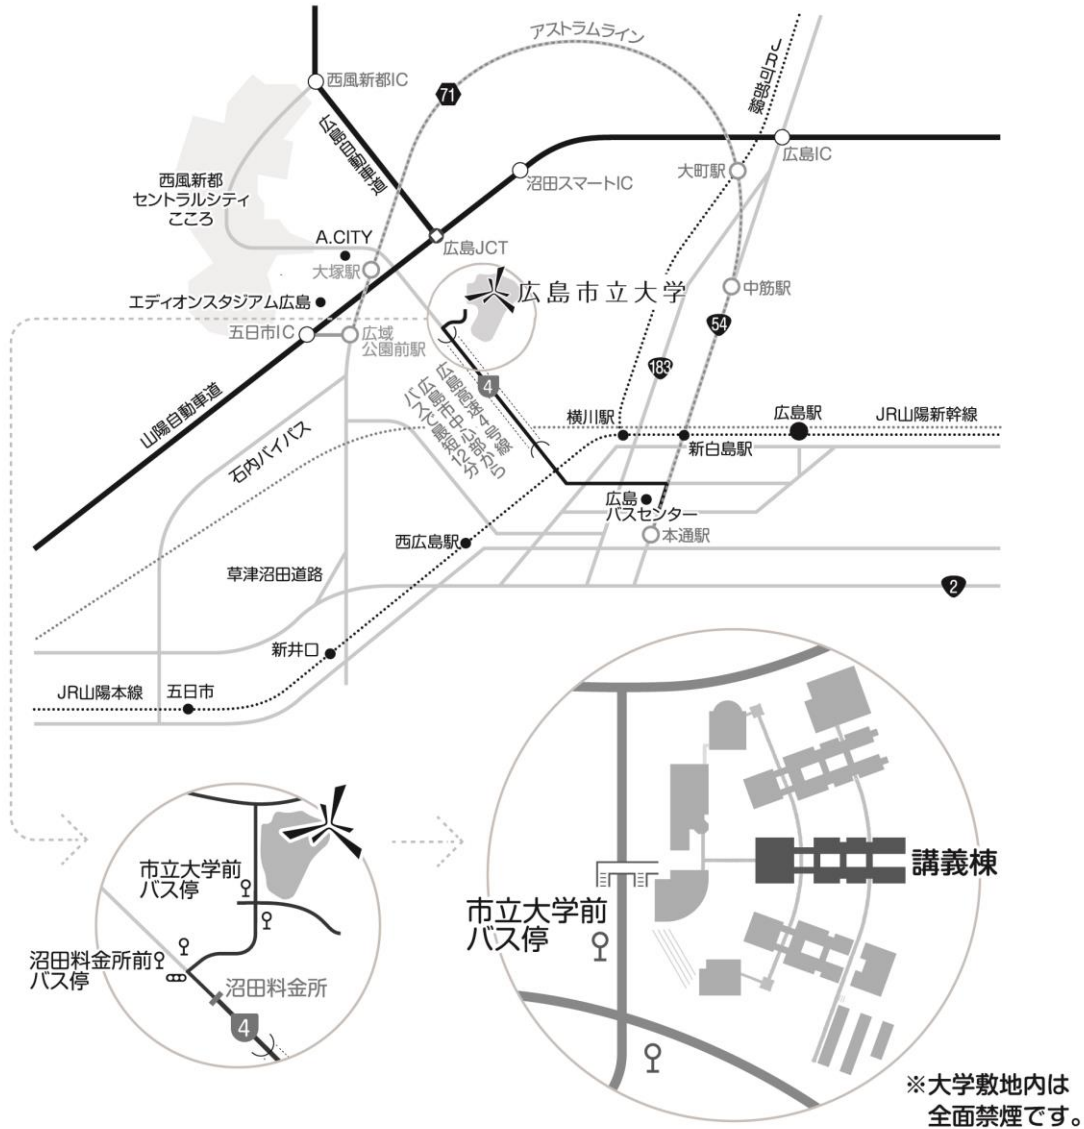 アストラムライン
JR可部線
西風新都IC
71
広島自動車道
広島IC
大町駅
沼田スマートIC
西風新都
セントラルシティ
こころ
A.CITY
広島JCT
大塚駅
広島市立大学
中筋駅
エディオンスタジアム広島
五日市IC
広域
公園前駅
54
183
4
広島高速4号線
広島市中心部から
バスで最短12分
山陽自動車道
石内バイパス
横川駅
広島駅
JR山陽新幹線
新白島駅
広島
バスセンター
本通駅
西広島駅
草津沼田道路
2
新井口
JR山陽本線
五日市
市立大学前
バス停
沼田料金所前
バス停
沼田料金所
4
講義棟
市立大学前
バス停
※大学敷地内は
全面禁煙です。